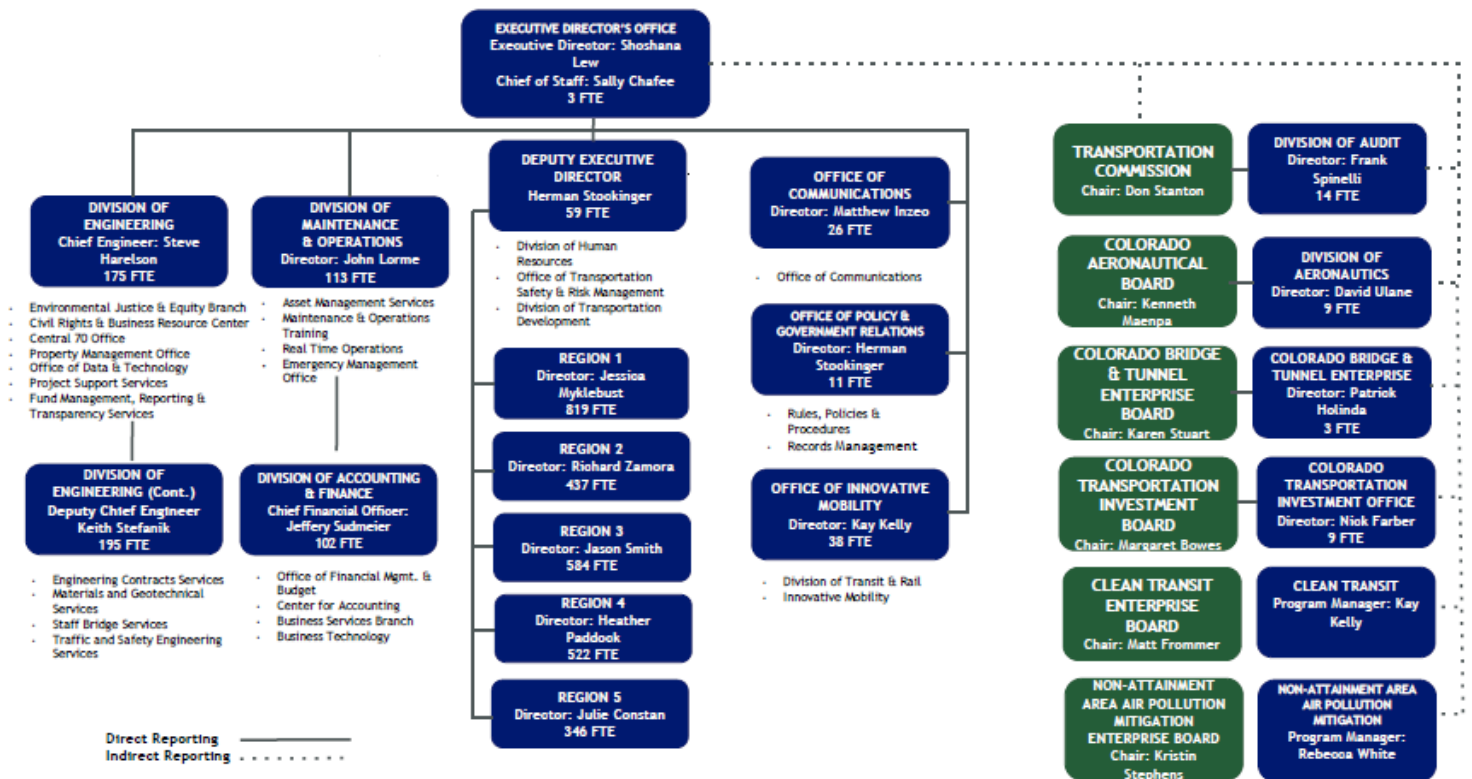 EXECUTIVE DIRECTOR'S OFFICE
Executive Director: Shoshana
Lew
Chief of Staff: Sally Chafee
3 FTE
DIVISION OF
ENGINEERING
Chief Engineer: Steve
Harelson
175 FTE
- Environmental Justice & Equity Branch
- Civil Rights & Business Resource Center
- Central 70 Office
- Property Management Office
- Office of Data & Technology
- Project Support Services
- Fund Management, Reporting &
Transparency Services
DIVISION OF
ENGINEERING (Cont.)
Deputy Chief Engineer
Keith Stefanik
195 FTE
- Engineering Contracts Services
- Materials and Geotechnical
Services
- Staff Bridge Services
- Traffic and Safety Engineering
Services
DIVISION OF
MAINTENANCE
& OPERATIONS
Director: John Lorme
113 FTE
- Asset Management Services
- Maintenance & Operations
Training
- Real Time Operations
- Emergency Management
Office
DIVISION OF ACCOUNTING
& FINANCE
Chief Financial Officer:
Jeffery Sudmeier
102 FTE
- Office of Financial Mgmt. &
Budget
- Center for Accounting
- Business Services Branch
- Business Technology
DEPUTY EXECUTIVE
DIRECTOR
Herman Stockinger
59 FTE
- Division of Human
Resources
- Office of Transportation
Safety & Risk Management
- Division of Transportation
Development
REGION 1
Director: Jessica
Myklebust
819 FTE
REGION 2
Director: Richard Zamora
437 FTE
REGION 3
Director: Jason Smith
584 FTE
REGION 4
Director: Heather
Paddock
522 FTE
REGION 5
Director: Julie Constan
346 FTE
OFFICE OF
COMMUNICATIONS
Director: Matthew Inzeo
26 FTE
- Office of Communications
OFFICE OF POLICY &
GOVERNMENT RELATIONS
Director: Herman
Stockinger
11 FTE
- Rules, Policies &
Procedures
- Records Management
OFFICE OF INNOVATIVE
MOBILITY
Director: Kay Kelly
38 FTE
- Division of Transit & Rail
- Innovative Mobility
TRANSPORTATION
COMMISSION
Chair: Don Stanton
DIVISION OF AUDIT
Director: Frank
Spinelli
14 FTE
COLORADO
AERONAUTICAL
BOARD
Chair: Kenneth
Maenpa
DIVISION OF
AERONAUTICS
Director: David Ulane
9 FTE
COLORADO BRIDGE
& TUNNEL
ENTERPRISE
BOARD
Chair: Karen Stuart
COLORADO BRIDGE &
TUNNEL ENTERPRISE
Director: Patrick
Holinda
3 FTE
COLORADO
TRANSPORTATION
INVESTMENT
BOARD
Chair: Margaret Bowes
COLORADO
TRANSPORTATION
INVESTMENT OFFICE
Director: Nick Farber
9 FTE
CLEAN TRANSIT
ENTERPRISE
BOARD
Chair: Matt Frommer
CLEAN TRANSIT
Program Manager: Kay
Kelly
NON-ATTAINMENT
AREA AIR POLLUTION
MITIGATION
ENTERPRISE BOARD
Chair: Kristin
Stephens
NON-ATTAINMENT AREA
AIR POLLUTION
MITIGATION
Program Manager:
Rebecca White
Direct Reporting
Indirect Reporting